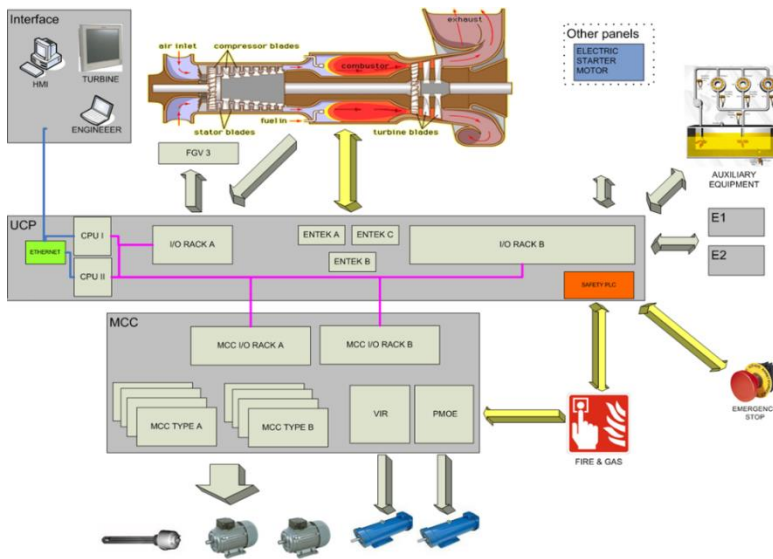 Interface
HMI
TURBINE
ENGINEEER
air inlet
compressor blades
combustor
exhaust
stator blades
fuel in
turbine blades
Other panels
ELECTRIC
STARTER
MOTOR
FGV 3
AUXILIARY
EQUIPMENT
UCP
CPU I
CPU II
ETHERNET
I/O RACK A
ENTEK A
ENTEK C
ENTEK B
I/O RACK B
SAFETY PLC
E1
E2
MCC
MCC I/O RACK A
MCC I/O RACK B
MCC TYPE A
MCC TYPE B
VIR
PMOE
FIRE & GAS
EMERGENC
STOP